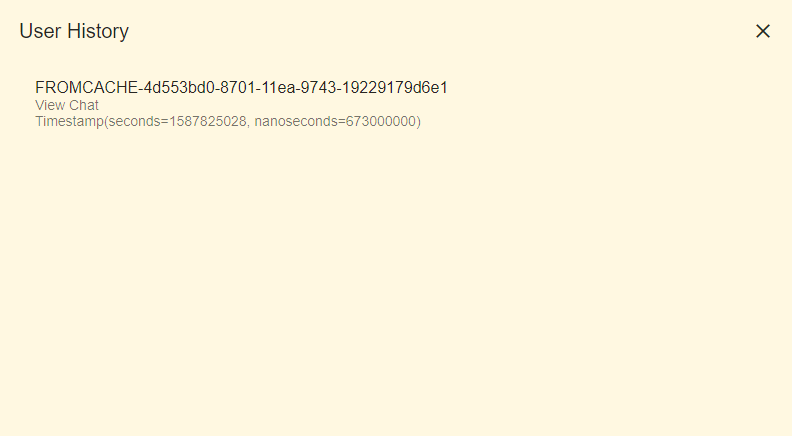 User History
FROMCACHE-4d553bd0-8701-11ea-9743-19229179d6e1
View Chat
Timestamp(seconds=1587825028, nanoseconds=673000000)